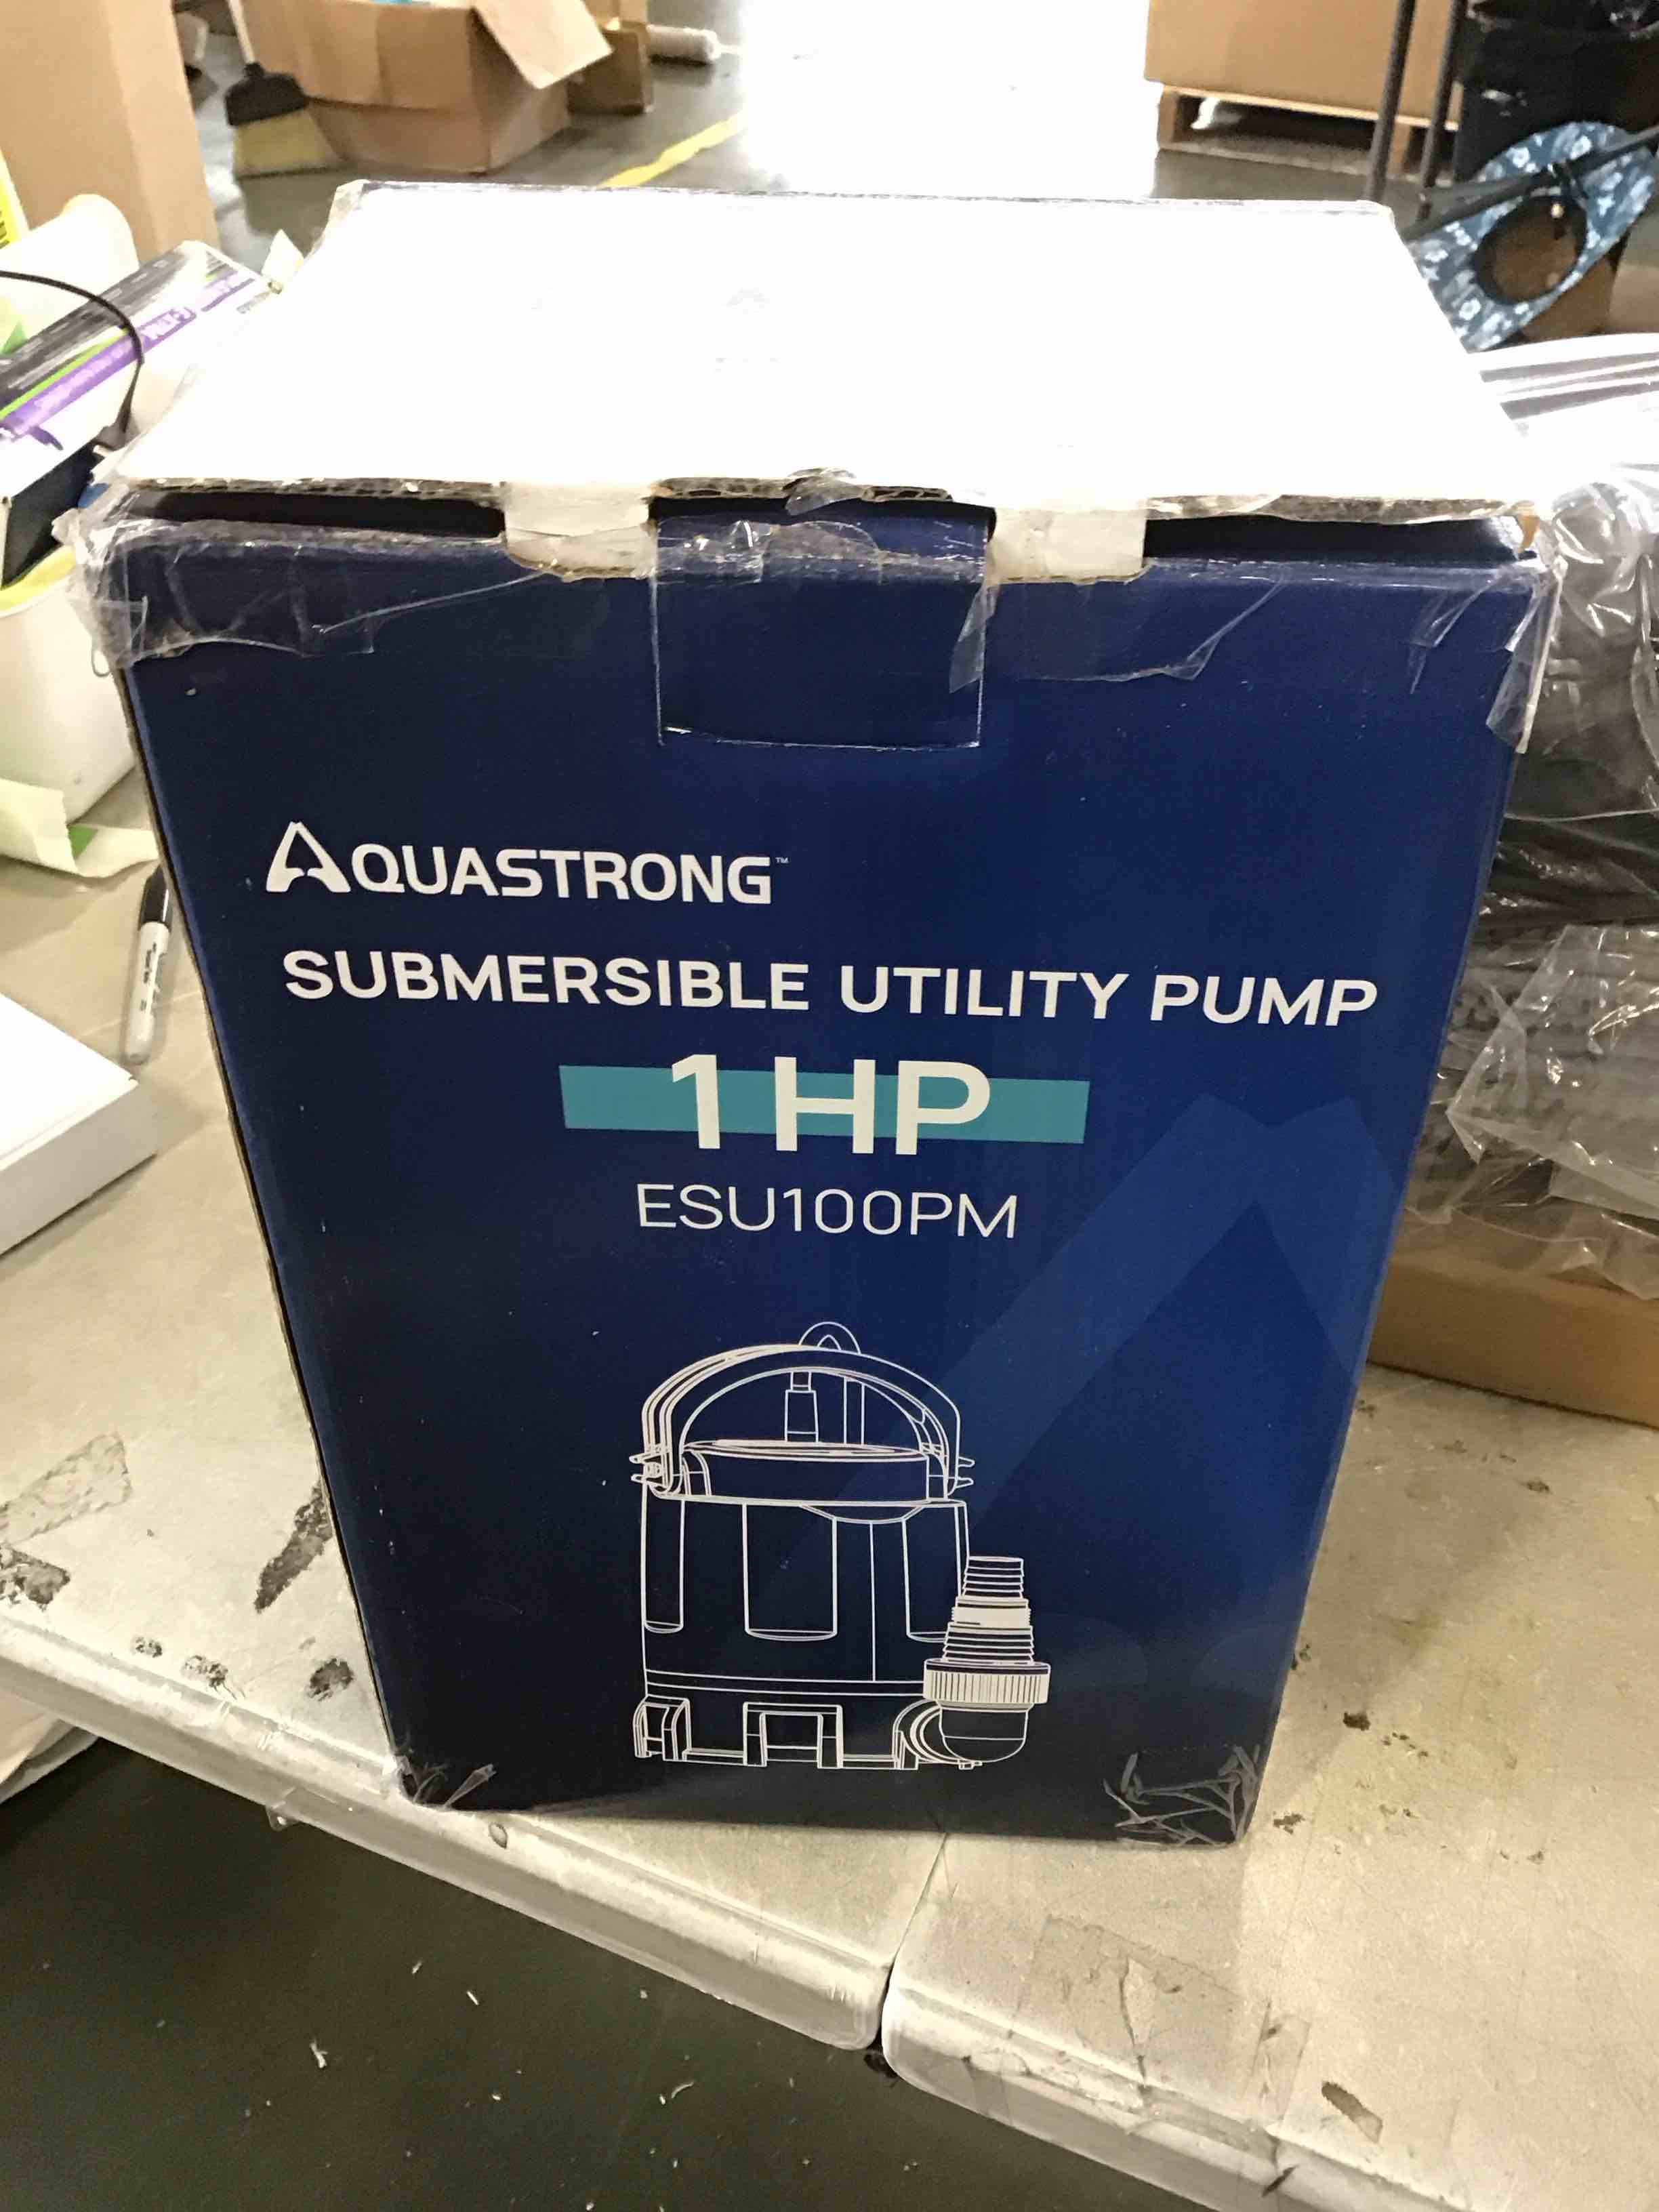 AQUASTRONG™
SUBMERSIBLE UTILITY PUMP
1 HP
ESU100PM